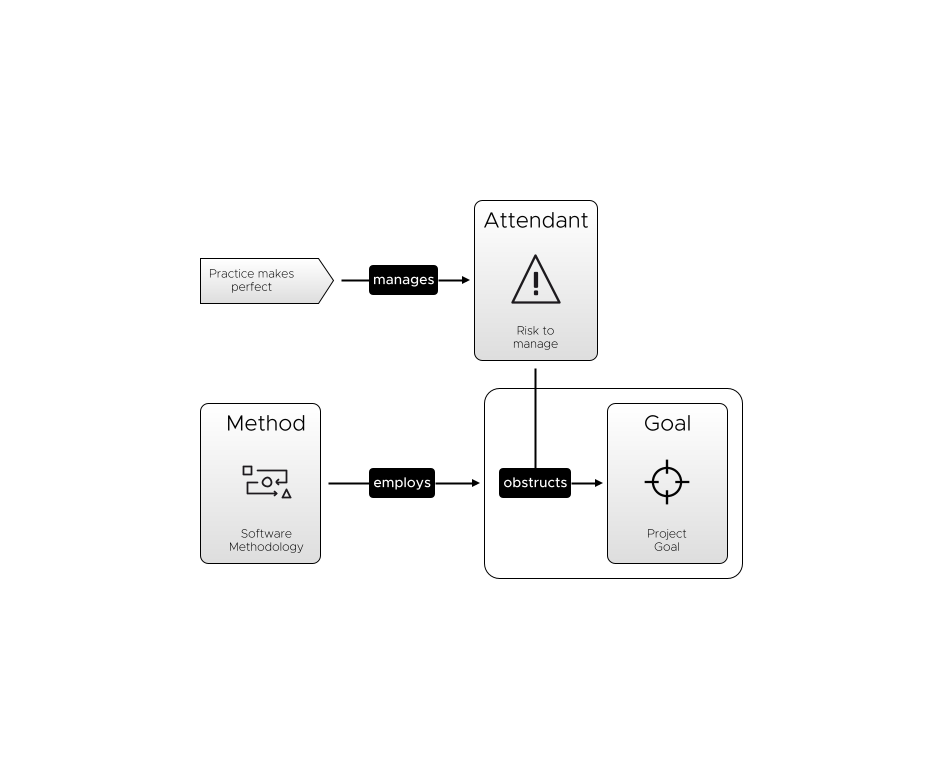 Attendant
Practice makes
perfect
manages
Risk to
manage
Method
Goal
employs
obstructs
Software
Methodology
Project
Goal